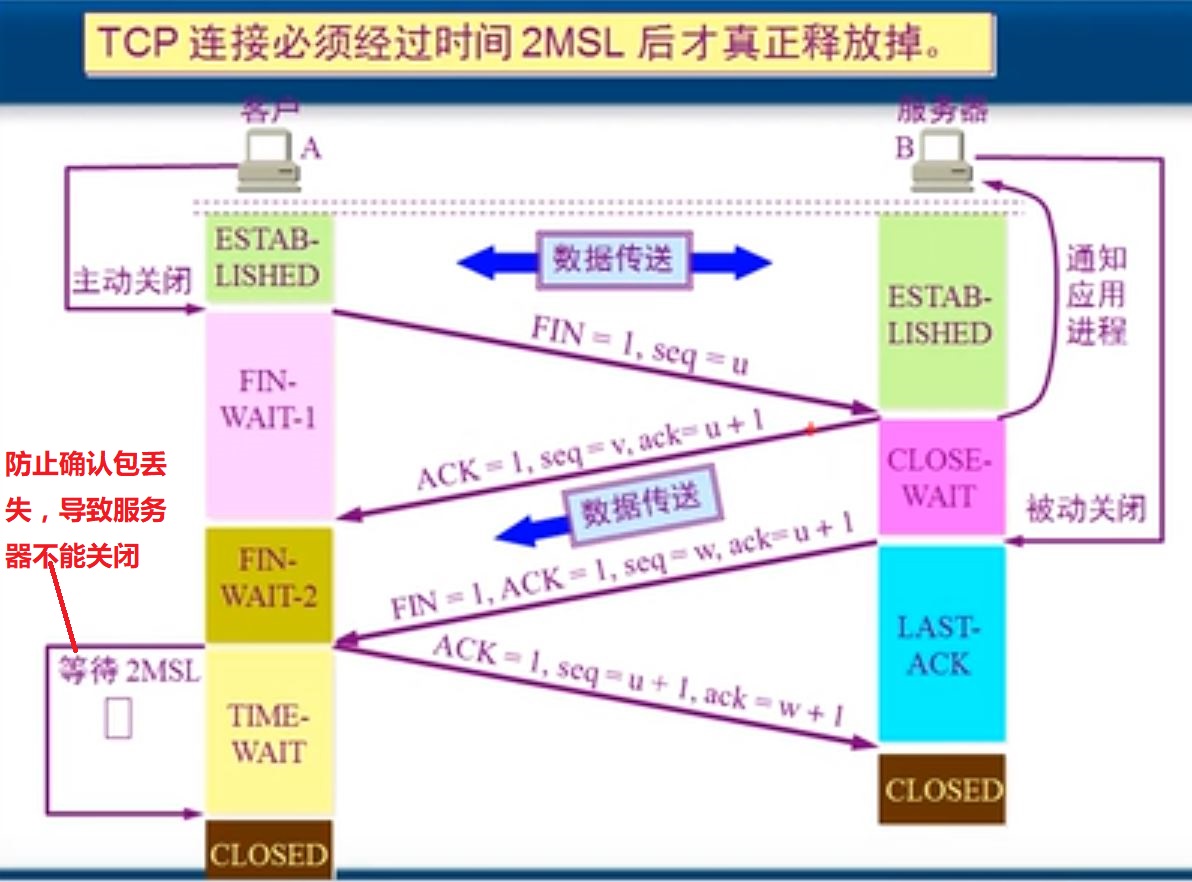 TCP 连接必须经过时间 2MSL 后才真正释放掉。
客户
A
服务器
B
ESTAB-
LISHED
数据传送
主动关闭
通知
应用
进程
ESTAB-
LISHED
FIN = 1, seq = u
FIN-
WAIT-1
ACK = 1, seq = v, ack= u + 1
CLOSE-
WAIT
防止确认包丢
失，导致服务
器不能关闭
数据传送
被动关闭
FIN-
WAIT-2
FIN = 1, ACK = 1, seq = w, ack= u + 1
LAST-
ACK
ACK = 1, seq = u + 1, ack = w + 1
等待 2MSL
TIME-
WAIT
CLOSED
CLOSED